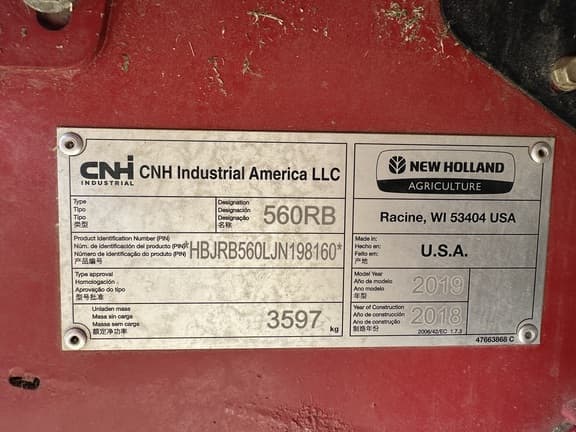 CNH INDUSTRIAL CNH Industrial America LLC
Type
Tipo
Tipo
类型
Designation
Designación
Designação
名称
560RB
Product Identification Number (PIN)
Núm. de identificación del producto (PIN)
Número de identificação do produto (PIN)
产品编号
*HBJRB560LJN198160*
Type approval
Homologación
Aprovação do tipo
型号批准
Unladen mass
Masa sin carga
Massa sem carga
额定净功率
3597 kg
NEW HOLLAND
AGRICULTURE
Racine, WI 53404 USA
Made in:
Hecho en:
Feito em:
产地
U.S.A.
Model Year
Año de modelo
Ano modelo
年型
2019
Year of Construction
Año de construcción
Ano de construção
制造年份
2018
2006/42/EC 1.7.3
47663868 C